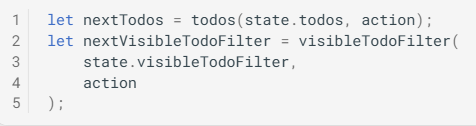 1 let nextTodos = todos(state.todos, action);
2 let nextVisibleTodoFilter = visibleTodoFilter(
3     state.visibleTodoFilter,
4     action
5 );